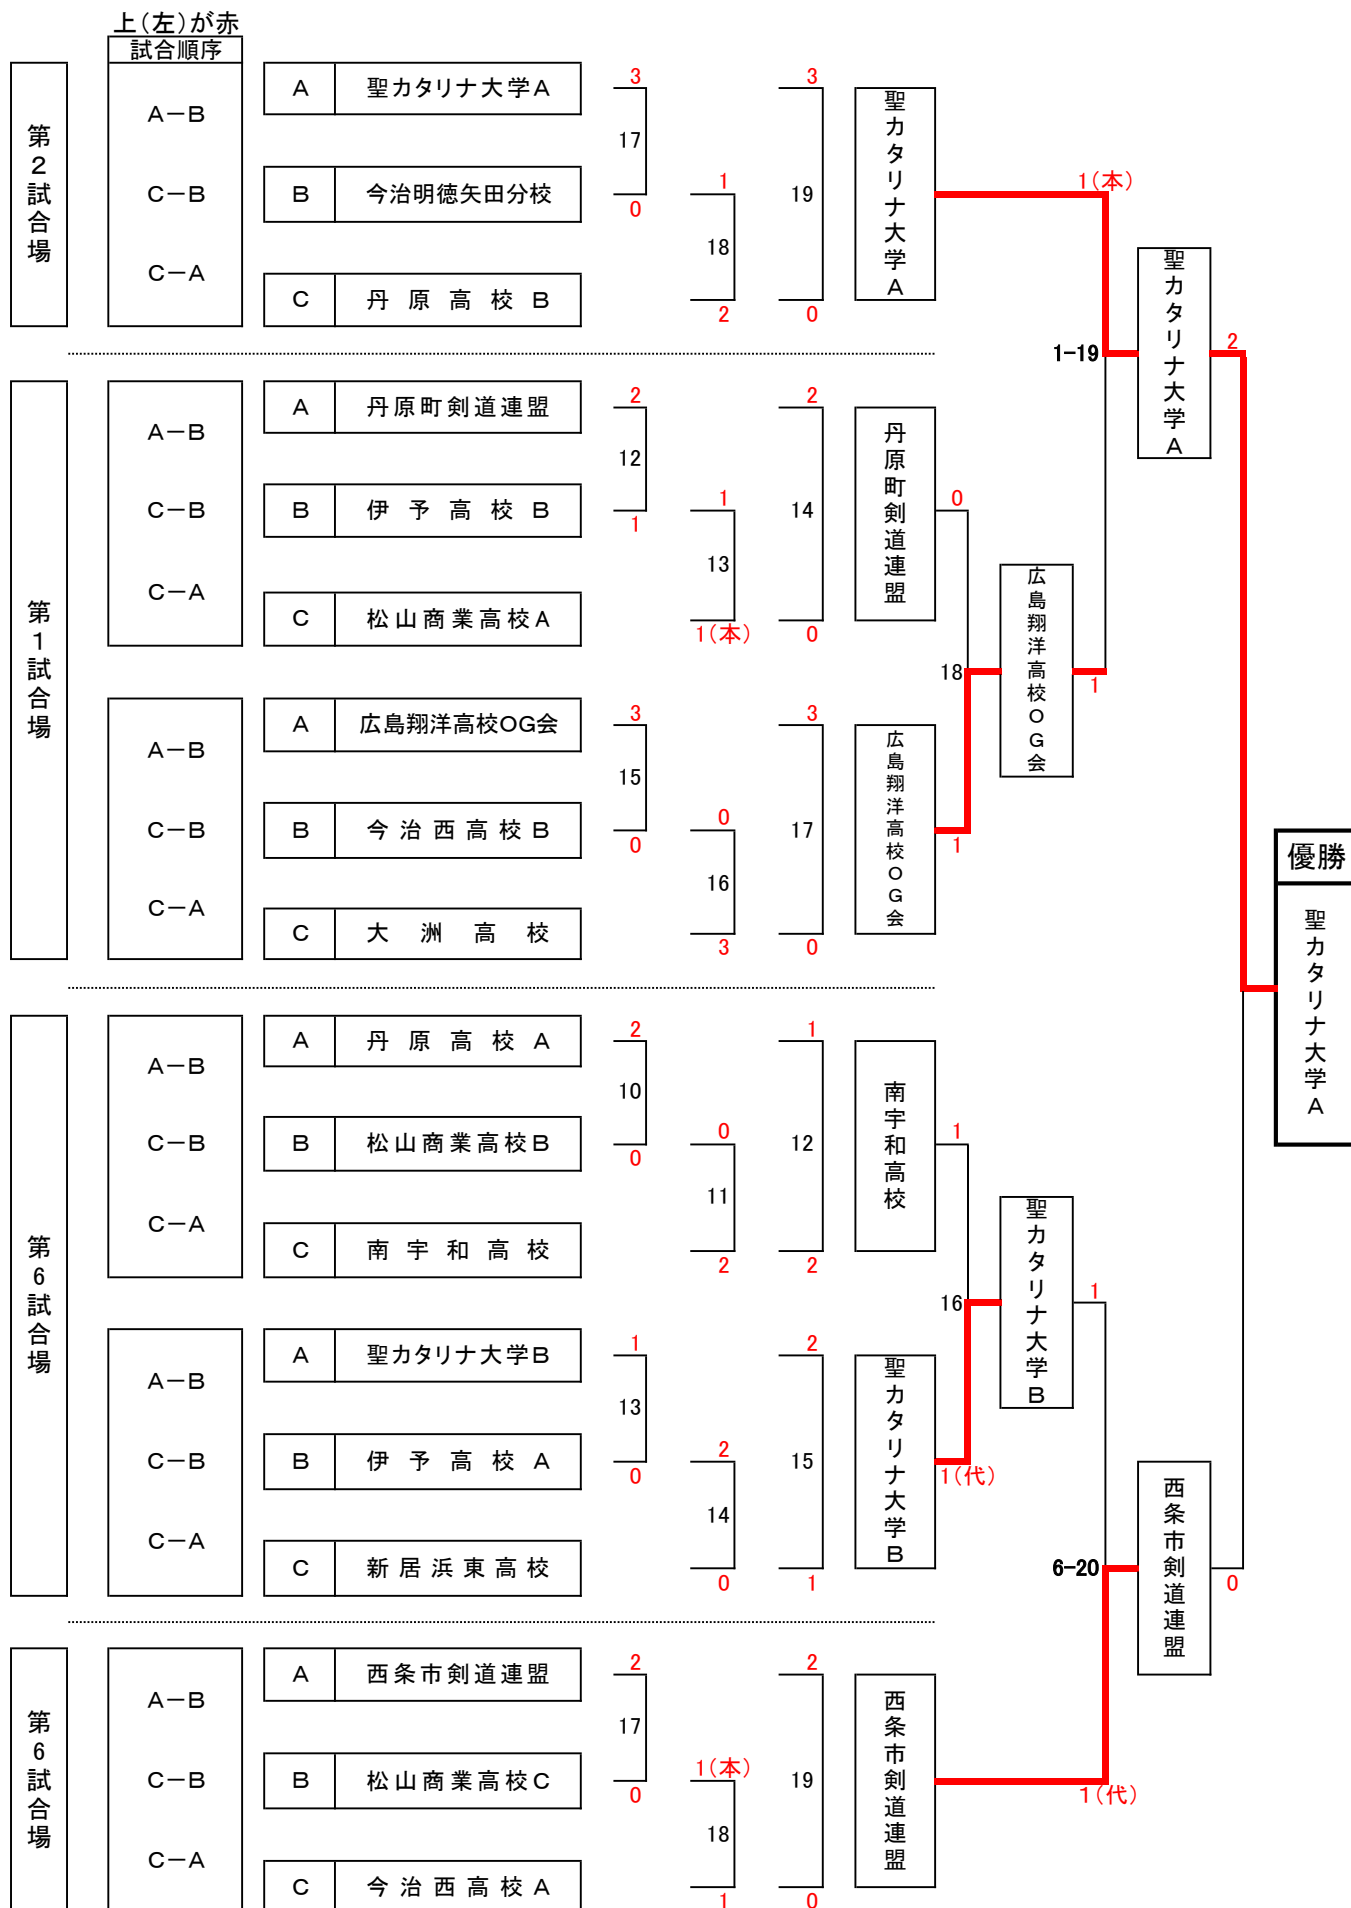 上(左)が赤
試合順序
第2試合場
A－B
C－B
C－A
A 聖カタリナ大学A
B 今治明徳矢田分校
C 丹原高校B
3
17
0
1
18
2
3
19
0
聖カタリナ大学A
1(本)
第1試合場
A－B
C－B
C－A
A 丹原町剣道連盟
B 伊予高校B
C 松山商業高校A
2
12
1
1
13
1(本)
2
14
0
丹原町剣道連盟
0
A－B
C－B
C－A
A 広島翔洋高校OG会
B 今治西高校B
C 大洲高校
3
15
0
0
16
3
3
17
0
広島翔洋高校OG会
1
18
広島翔洋高校OG会
1
1-19
聖カタリナ大学A
2
第6試合場
A－B
C－B
C－A
A 丹原高校A
B 松山商業高校B
C 南宇和高校
2
10
0
0
11
2
1
12
2
南宇和高校
1
A－B
C－B
C－A
A 聖カタリナ大学B
B 伊予高校A
C 新居浜東高校
1
13
0
2
14
0
2
15
1
聖カタリナ大学B
1(代)
16
聖カタリナ大学B
1
第6試合場
A－B
C－B
C－A
A 西条市剣道連盟
B 松山商業高校C
C 今治西高校A
2
17
0
1(本)
18
1
2
19
0
西条市剣道連盟
1(代)
6-20
西条市剣道連盟
0
優勝
聖カタリナ大学A